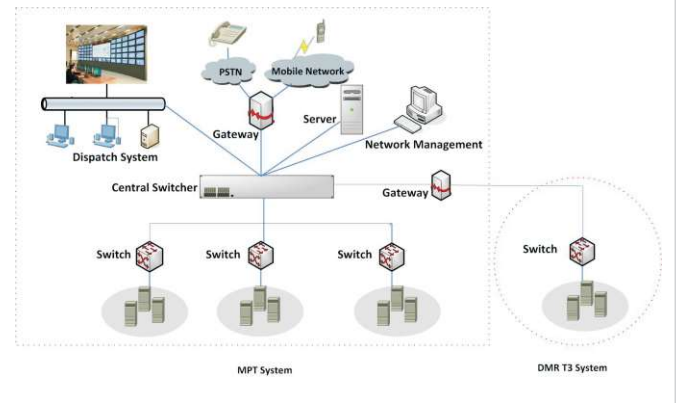 PSTN
Mobile Network
Server
Gateway
Network Management
Dispatch System
Central Switcher
Gateway
Switch
Switch
Switch
Switch
MPT System
DMR T3 System